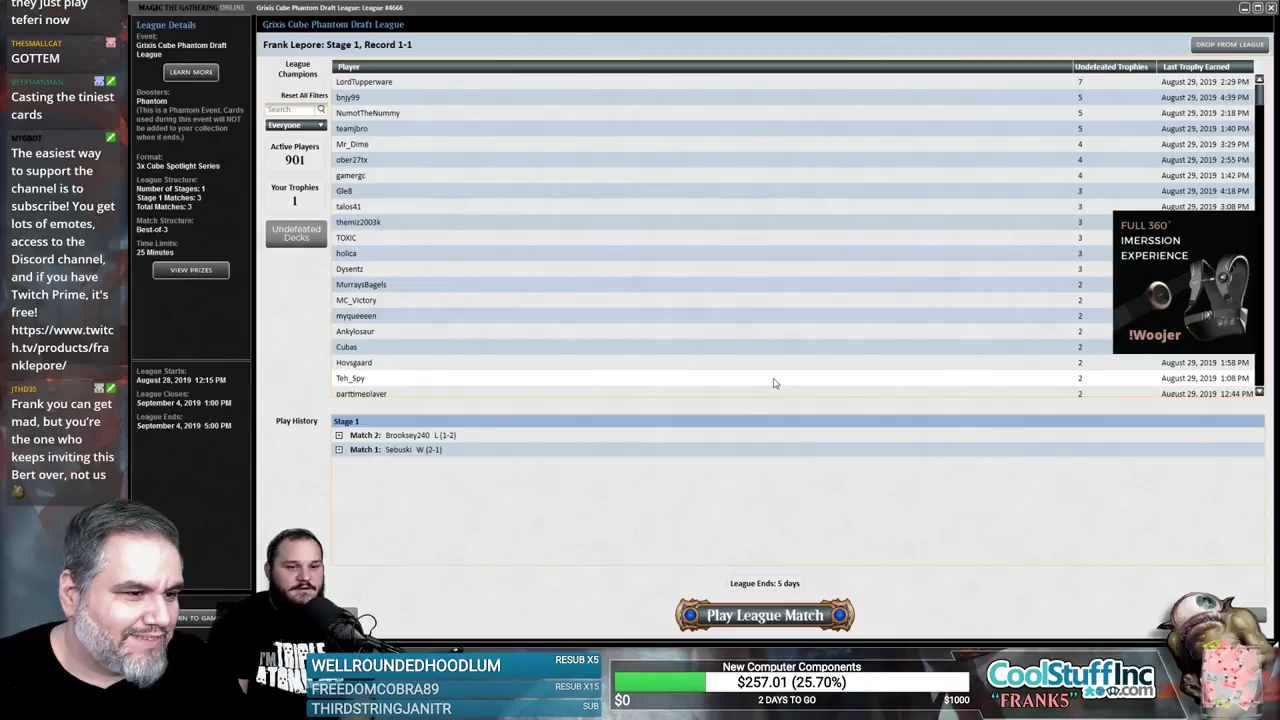 they just play
teferi now
THESMALLCAT
GOTTEM
BEERMANSMAN
Casting the tiniest
cards
MTGBOT
The easiest way
to support the
channel is to
subscribe! You get
lots of emotes,
access to the
Discord channel,
and if you have
Twitch Prime, it's
free!
https://www.twitc
h.tv/products/fra
nklepore/
JTHD35
Frank you can get
mad, but you're
the one who
keeps inviting this
Bert over, not us
MAGIC THE GATHERING ONLINE
Grixis Cube Phantom Draft League: League #4666
League Details
Event:
Grixis Cube Phantom Draft
League
LEARN MORE
Boosters:
Phantom
(This is a Phantom Event. Cards
used during this event will NOT
be added to your collection
when it ends.)
Format:
3x Cube Spotlight Series
League Structure:
Number of Stages: 1
Stage 1 Matches: 3
Total Matches: 3
Match Structure:
Best-of-3
Time Limits:
25 Minutes
VIEW PRIZES
League Starts:
August 28, 2019 12:15 PM
League Closes:
September 4, 2019 1:00 PM
League Ends:
September 4, 2019 5:00 PM
Grixis Cube Phantom Draft League
Frank Lepore: Stage 1, Record 1-1
DROP FROM LEAGUE
League
Champions
Reset All Filters
Search
Everyone
Active Players
901
Your Trophies
1
Undefeated
Decks
Player Undefeated Trophies Last Trophy Earned
LordTupperware 7 August 29, 2019 2:29 PM
bnjy99 5 August 29, 2019 4:39 PM
NumotTheNummy 5 August 29, 2019 2:18 PM
teamjbro 5 August 29, 2019 1:40 PM
Mr_Dime 4 August 29, 2019 3:29 PM
ober27tx 4 August 29, 2019 2:55 PM
gamergc 4 August 29, 2019 1:42 PM
Gle8 3 August 29, 2019 4:18 PM
talos41 3 August 29, 2019 3:08 PM
themiz2003k 3
TOXIC 3
holica 3
Dysentz 3
MurraysBagels 2
MC_Victory 2
myqueeeen 2
Ankylosaur 2
Cubas 2
Hovsgaard 2 August 29, 2019 1:58 PM
Teh_Spy 2 August 29, 2019 1:08 PM
parttimeplayer 2 August 29, 2019 12:44 PM
FULL 360°
IMERSSION
EXPERIENCE
!Woojer
Play History
Stage 1
Match 2: Brooksey240 L (1-2)
Match 1: Sebuski W (2-1)
League Ends: 5 days
Play League Match
RN TO GAM
I'M TRIPLE
WELLROUNDEDHOODLUM RESUB X5
FREEDOMCOBRA89 RESUB X15
THIRDSTRINGJANITR SUB
New Computer Components
$257.01 (25.70%)
$0 2 DAYS TO GO $1000
CoolStuffInc
.com
"FRANK5"